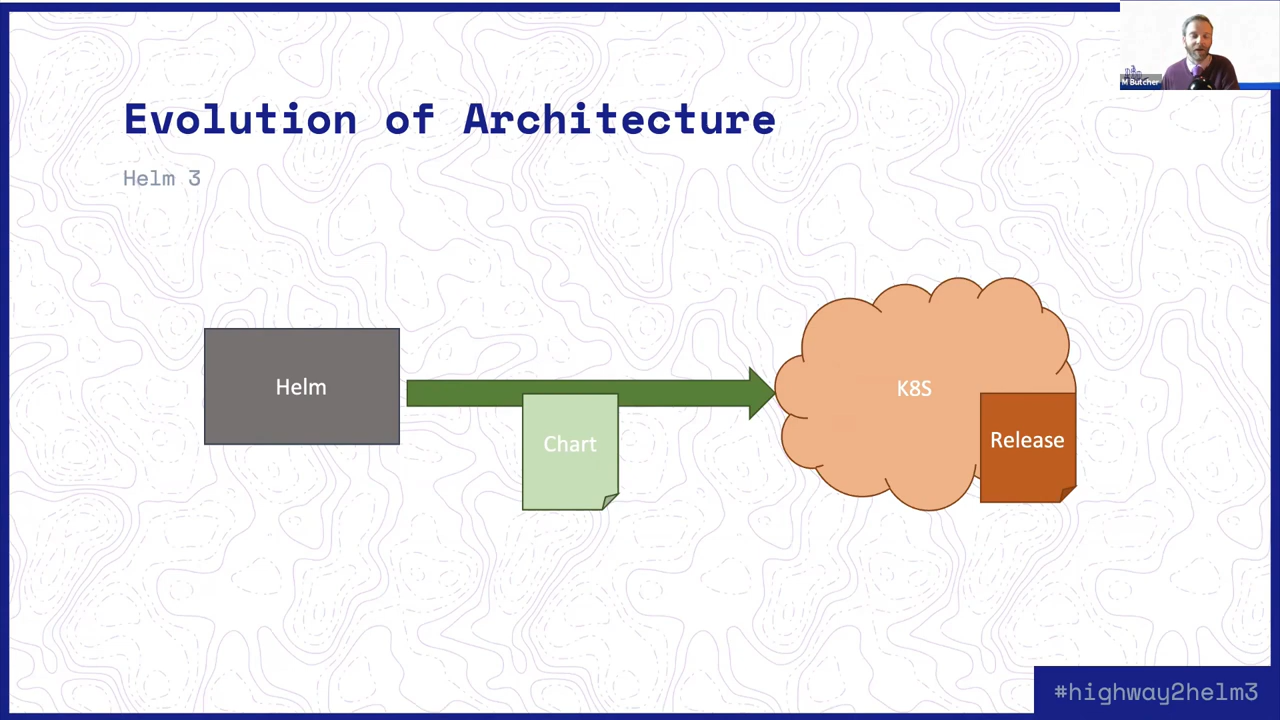 M Butcher
Evolution of Architecture
Helm 3
Helm
Chart
K8S
Release
#highway2helm3